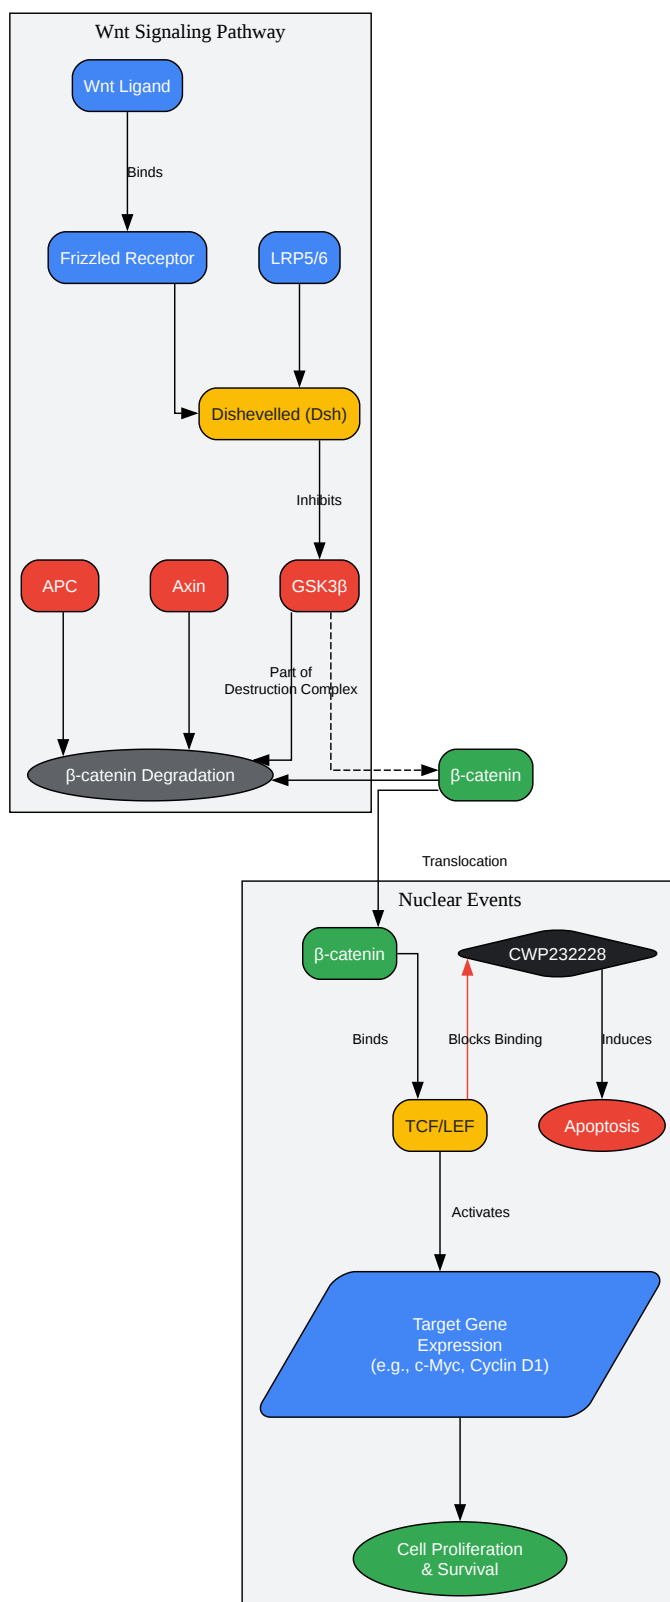 Wnt Signaling Pathway
Wnt Ligand
Binds
Frizzled Receptor
LRP5/6
Dishevelled (Dsh)
Inhibits
APC
Axin
GSK3β
Part of
Destruction Complex
β-catenin Degradation
β-catenin
Translocation
Nuclear Events
β-catenin
CWP232228
Binds
Blocks Binding
Induces
TCF/LEF
Apoptosis
Activates
Target Gene
Expression
(e.g., c-Myc, Cyclin D1)
Cell Proliferation
& Survival